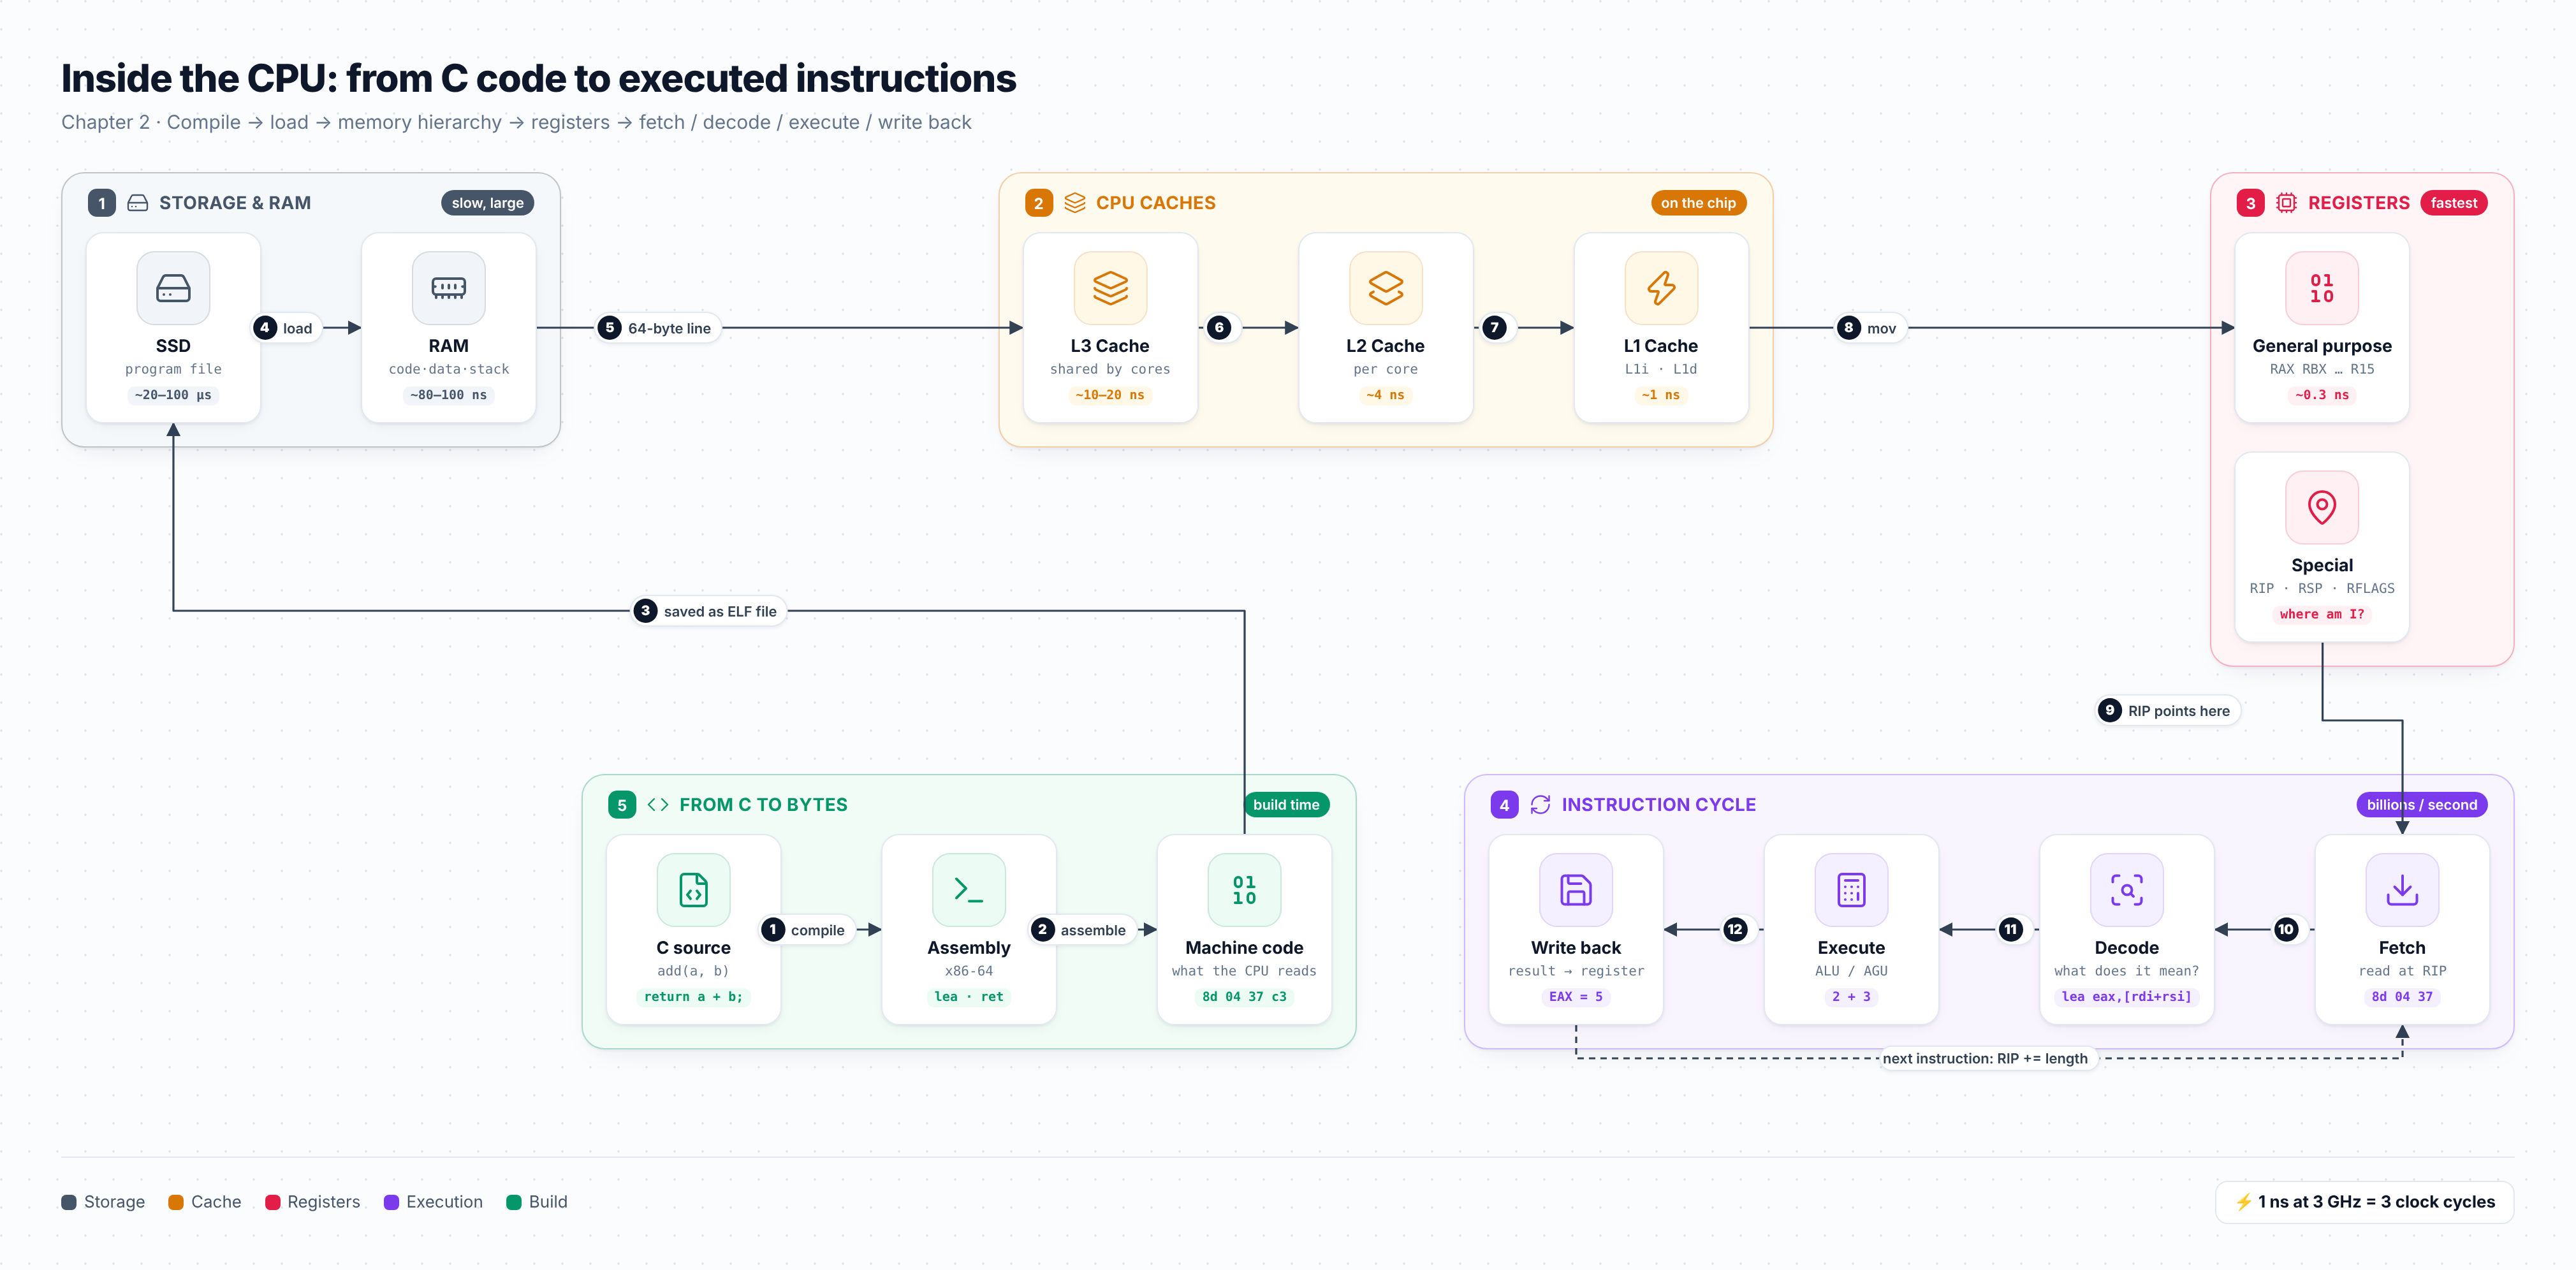 Inside the CPU: from C code to executed instructions
Chapter 2 · Compile → load → memory hierarchy → registers → fetch / decode / execute / write back
1 STORAGE & RAM slow, large
SSD
program file
~20–100 µs
4 load
RAM
code·data·stack
~80–100 ns
5 64-byte line
2 CPU CACHES on the chip
L3 Cache
shared by cores
~10–20 ns
6
L2 Cache
per core
~4 ns
7
L1 Cache
L1i · L1d
~1 ns
8 mov
3 REGISTERS fastest
01
10
General purpose
RAX RBX … R15
~0.3 ns
Special
RIP · RSP · RFLAGS
where am I?
3 saved as ELF file
9 RIP points here
5 FROM C TO BYTES build time
C source
add(a, b)
return a + b;
1 compile
Assembly
x86-64
lea · ret
2 assemble
01
10
Machine code
what the CPU reads
8d 04 37 c3
4 INSTRUCTION CYCLE billions / second
Write back
result → register
EAX = 5
12
Execute
ALU / AGU
2 + 3
11
Decode
what does it mean?
lea eax,[rdi+rsi]
10
Fetch
read at RIP
8d 04 37
next instruction: RIP += length
Storage Cache Registers Execution Build
⚡ 1 ns at 3 GHz = 3 clock cycles